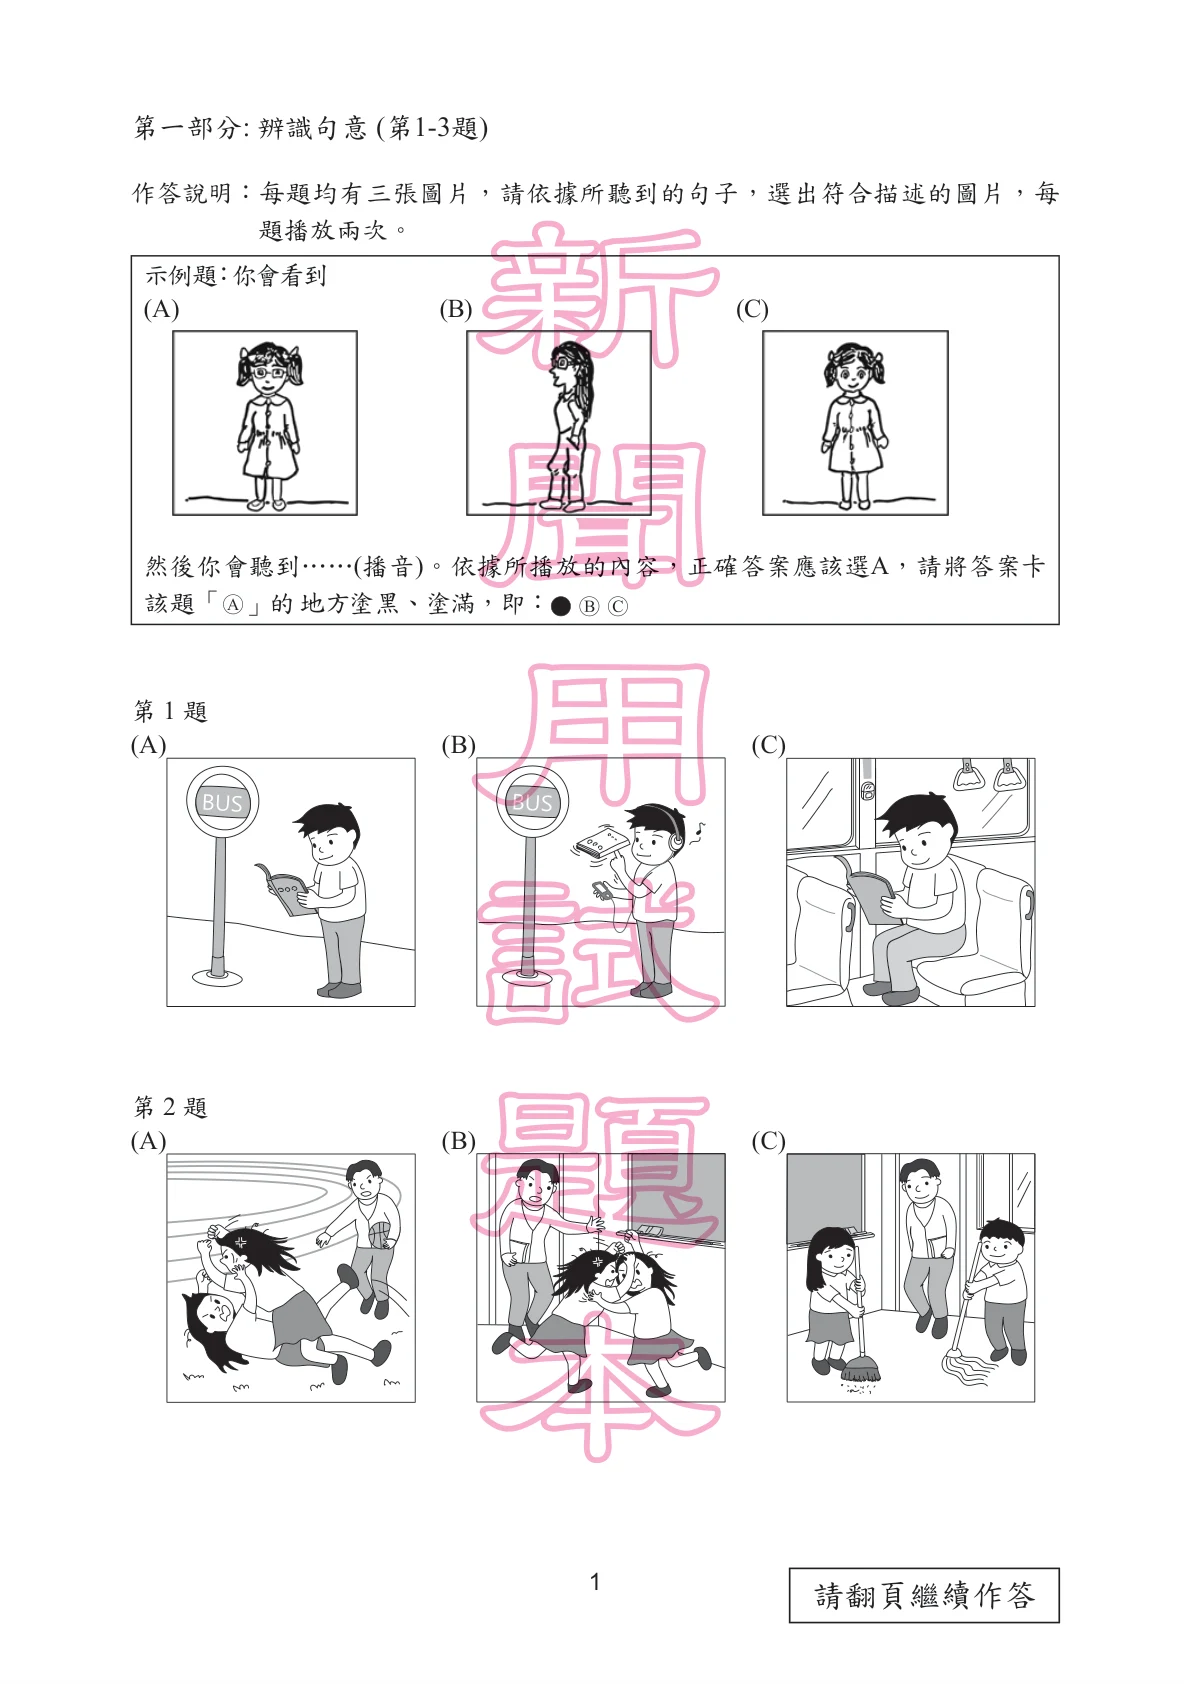 第一部分: 辨識句意 (第1-3題)
作答說明：每題均有三張圖片，請依據所聽到的句子，選出符合描述的圖片，每
題播放兩次。
示例題：你會看到
(A) (B) (C)
然後你會聽到……(播音)。依據所播放的內容，正確答案應該選A，請將答案卡
該題「Ⓐ」的 地方塗黑、塗滿，即：● Ⓑ Ⓒ
第 1 題
(A) (B) (C)
BUS BUS
第 2 題
(A) (B) (C)
新聞用試題本
1
請翻頁繼續作答